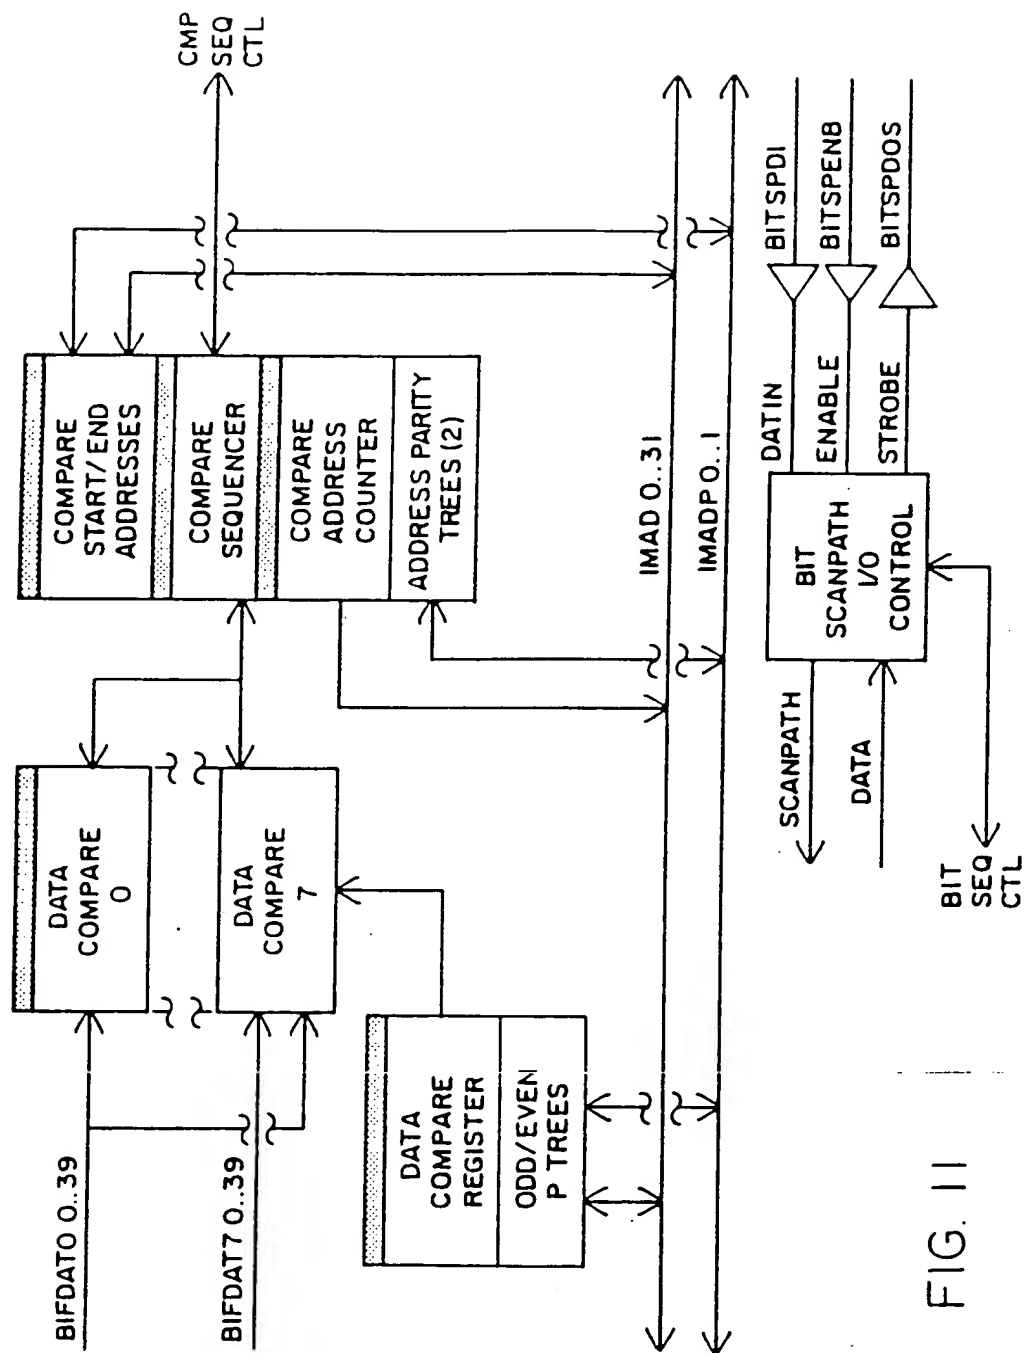 BIFDAT0 0..39
BIFDAT7 0..39
DATA
COMPARE
0
DATA
COMPARE
7
DATA
COMPARE
REGISTER
ODD/EVEN
P TREES
COMPARE
START/END
ADDRESSES
COMPARE
SEQUENCER
COMPARE
ADDRESS
COUNTER
ADDRESS PARITY
TREES (2)
CMP
SEQ
CTL
IMAD 0..31
IMADP 0..1
SCANPATH
DATA
BIT
SEQ
CTL
BIT
SCANPATH
I/O
CONTROL
DATIN
ENABLE
STROBE
BITSPDI
BITSPENB
BITSPDOS
FIG. 11